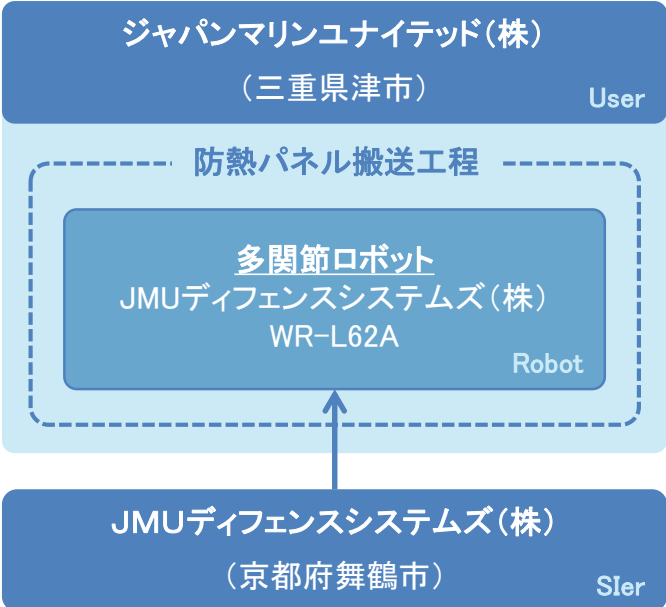 ジャパンマリンユナイテッド（株）
（三重県津市）
User
防熱パネル搬送工程
多関節ロボット
JMUディフェンスシステムズ（株）
WR-L62A
Robot
JMUディフェンスシステムズ（株）
（京都府舞鶴市）
SIer